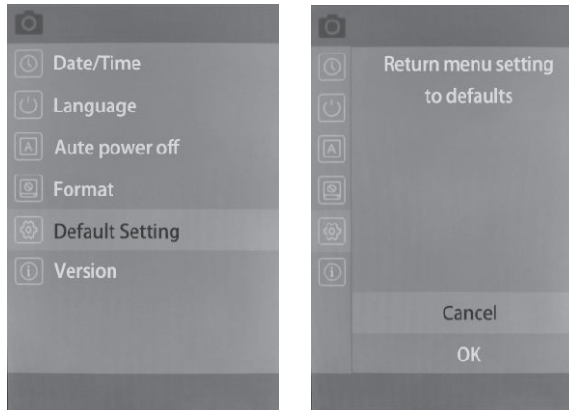 Date/Time
Language
Aute power off
Format
Default Setting
Version
Return menu setting
to defaults
Cancel
OK